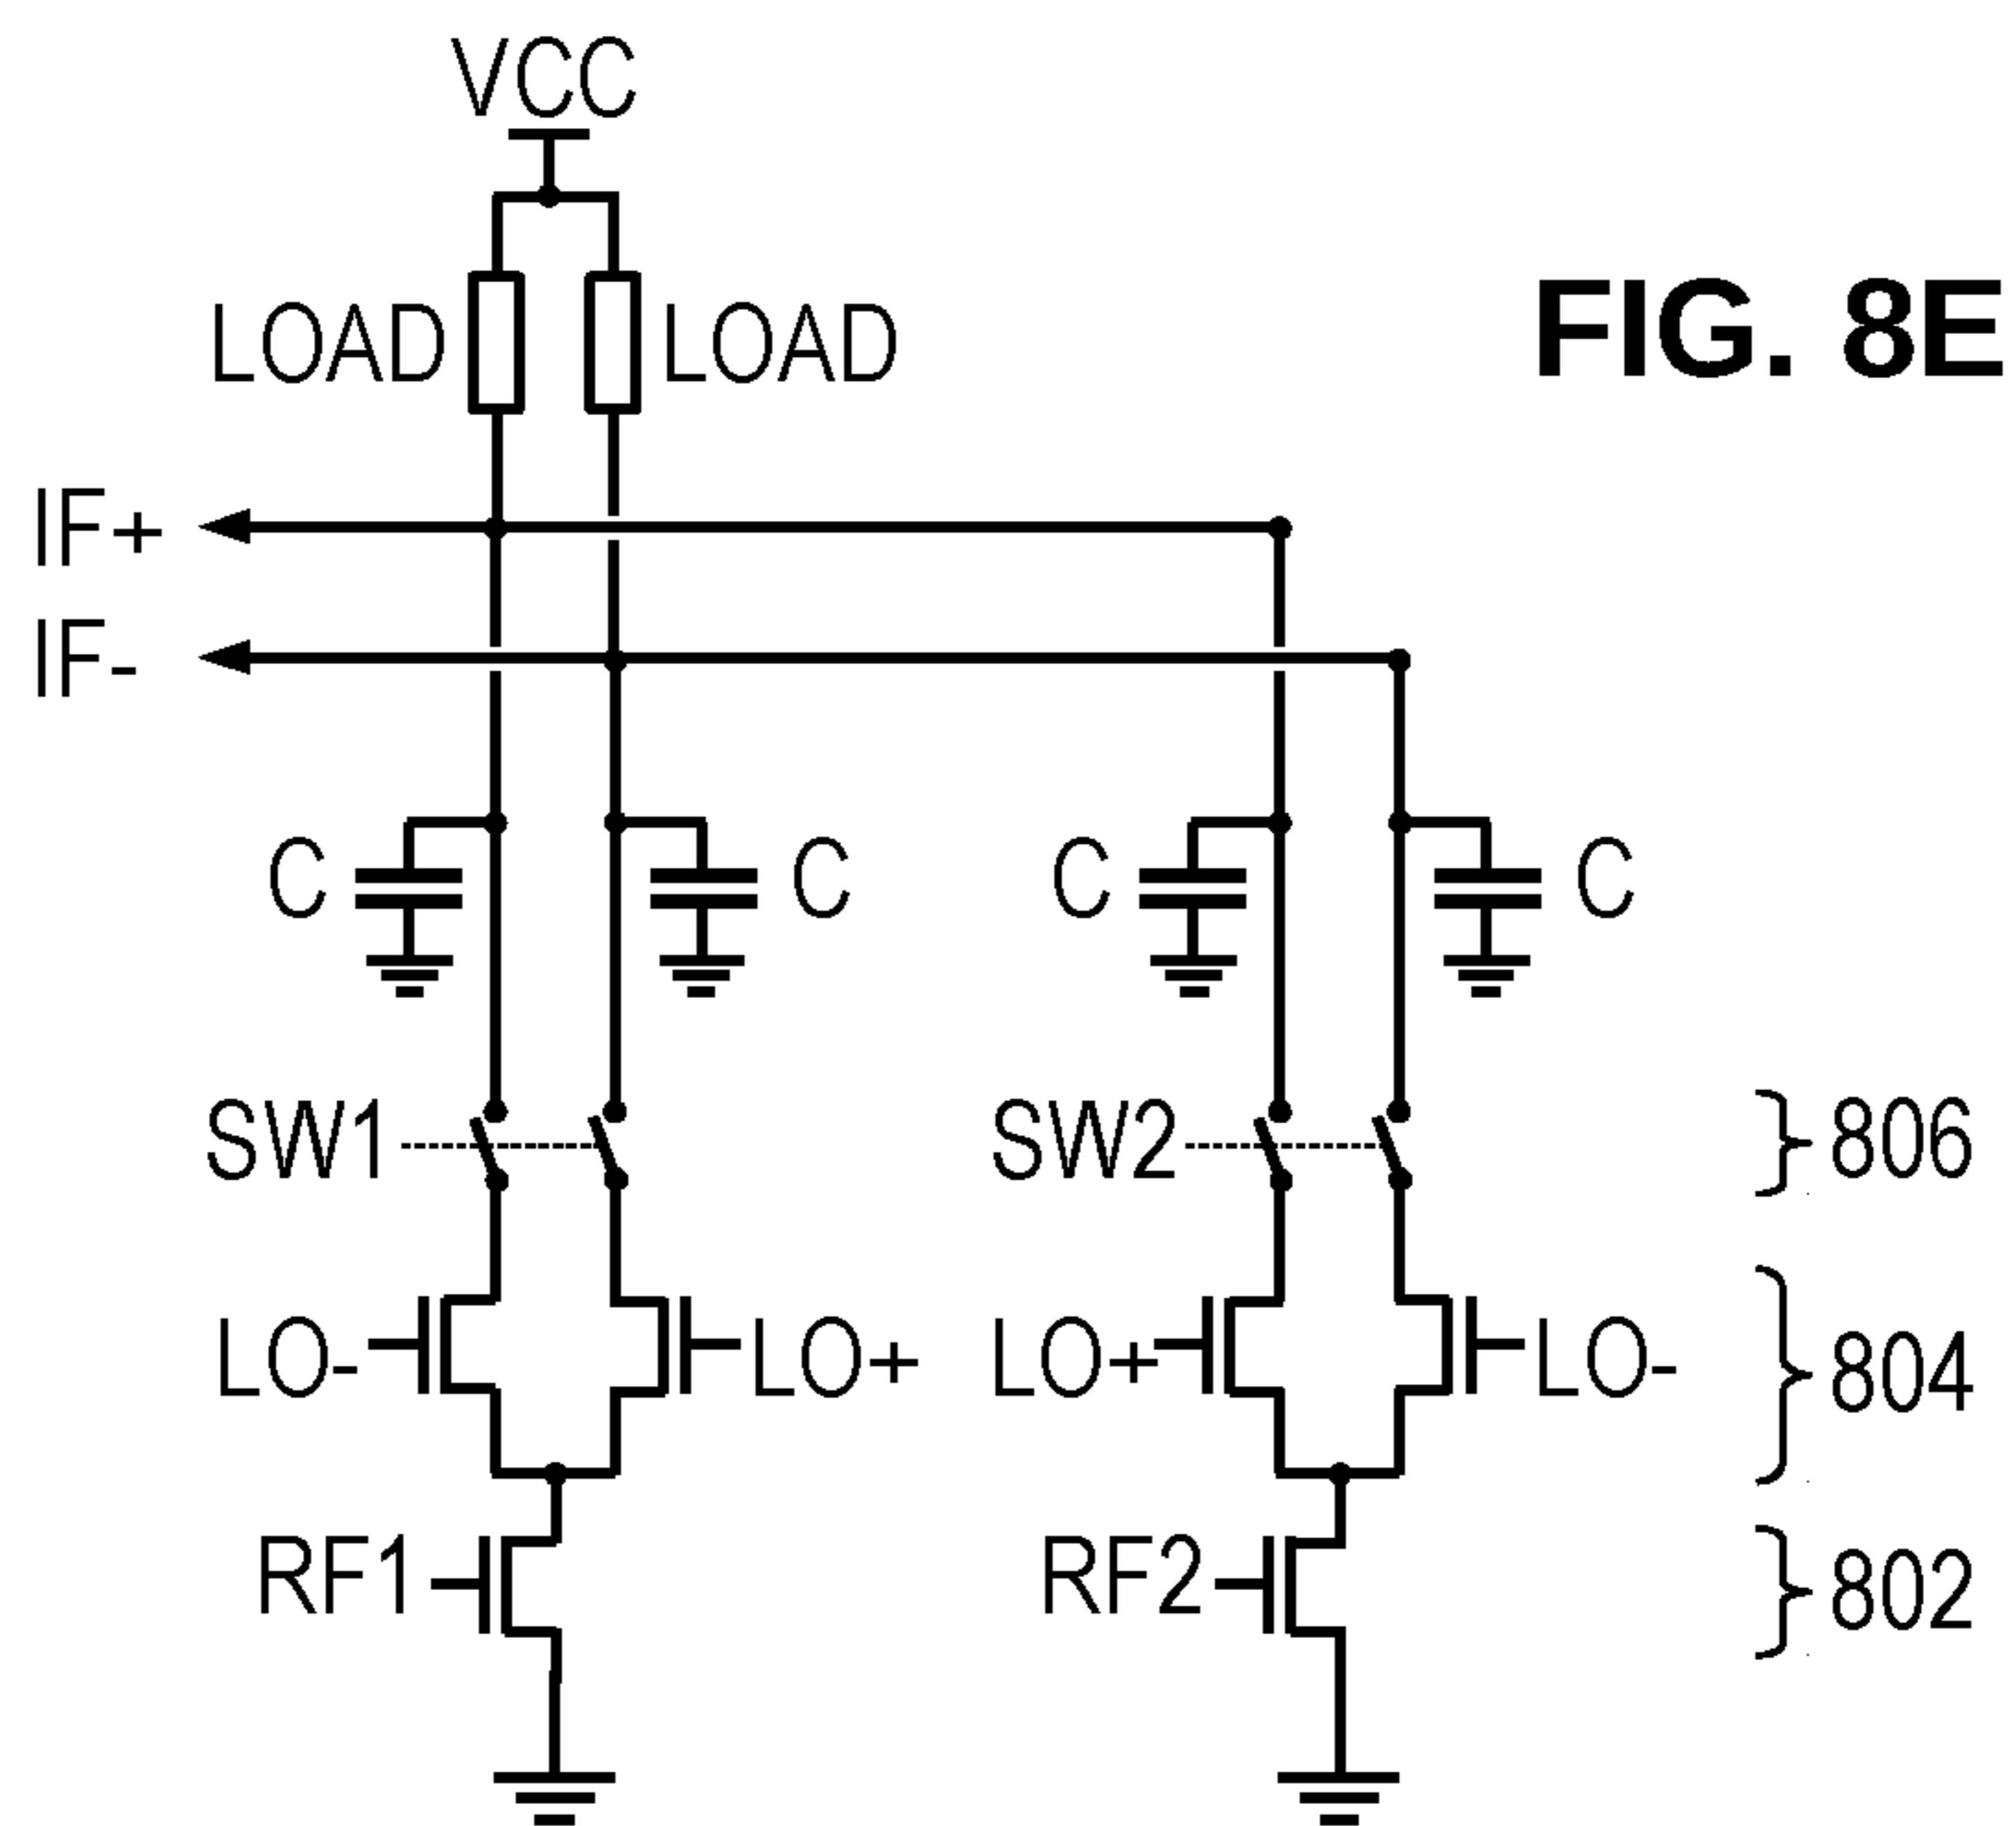 VCC
LOAD LOAD
FIG. 8E
IF+
IF-
C C C C
SW1 SW2 806
LO- LO+ LO+ LO- 804
RF1 RF2 802